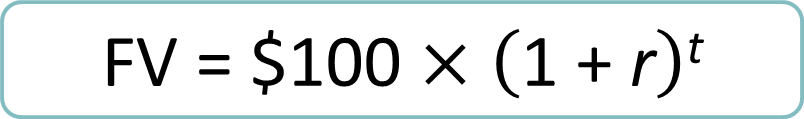 FV = $100 × (1 + r)^t